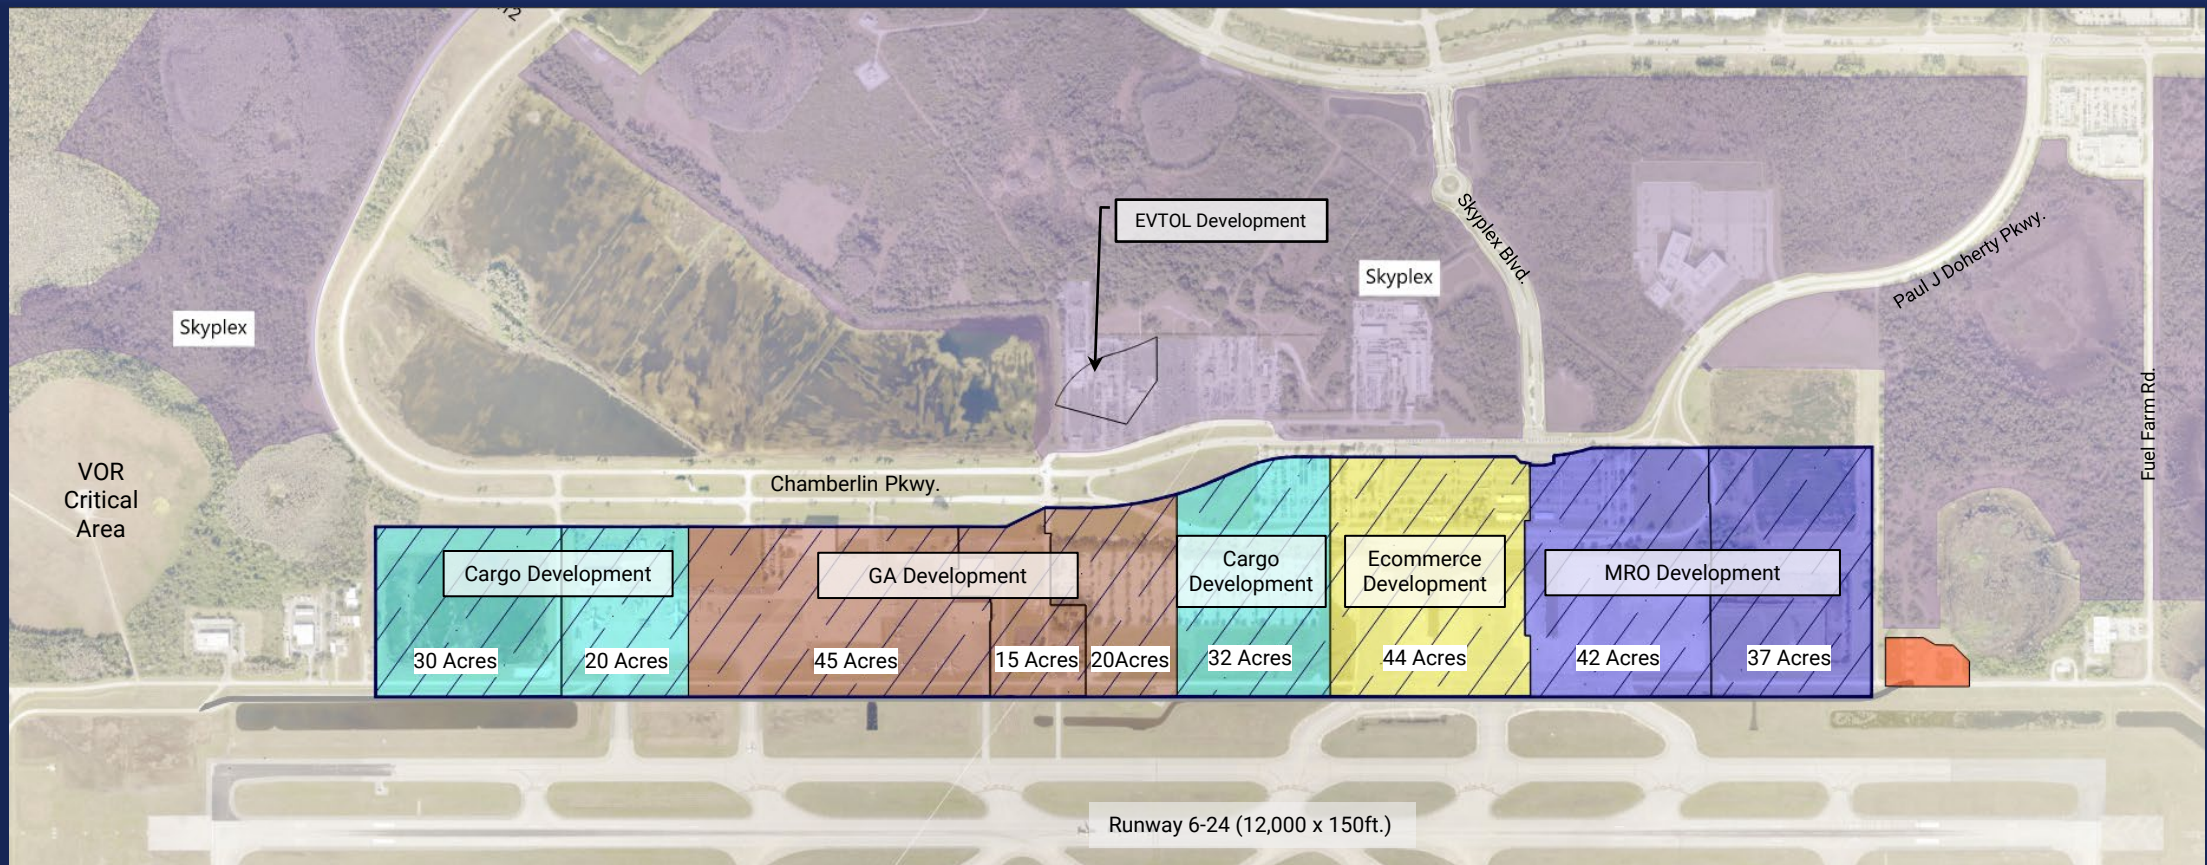 EVTOL Development
Skyplex Blvd.
Paul J Doherty Pkwy.
Skyplex
Skyplex
Fuel Farm Rd.
VOR
Critical
Area
Chamberlin Pkwy.
Cargo Development
GA Development
Cargo
Development
Ecommerce
Development
MRO Development
30 Acres
20 Acres
45 Acres
15 Acres
20Acres
32 Acres
44 Acres
42 Acres
37 Acres
Runway 6-24 (12,000 x 150ft.)